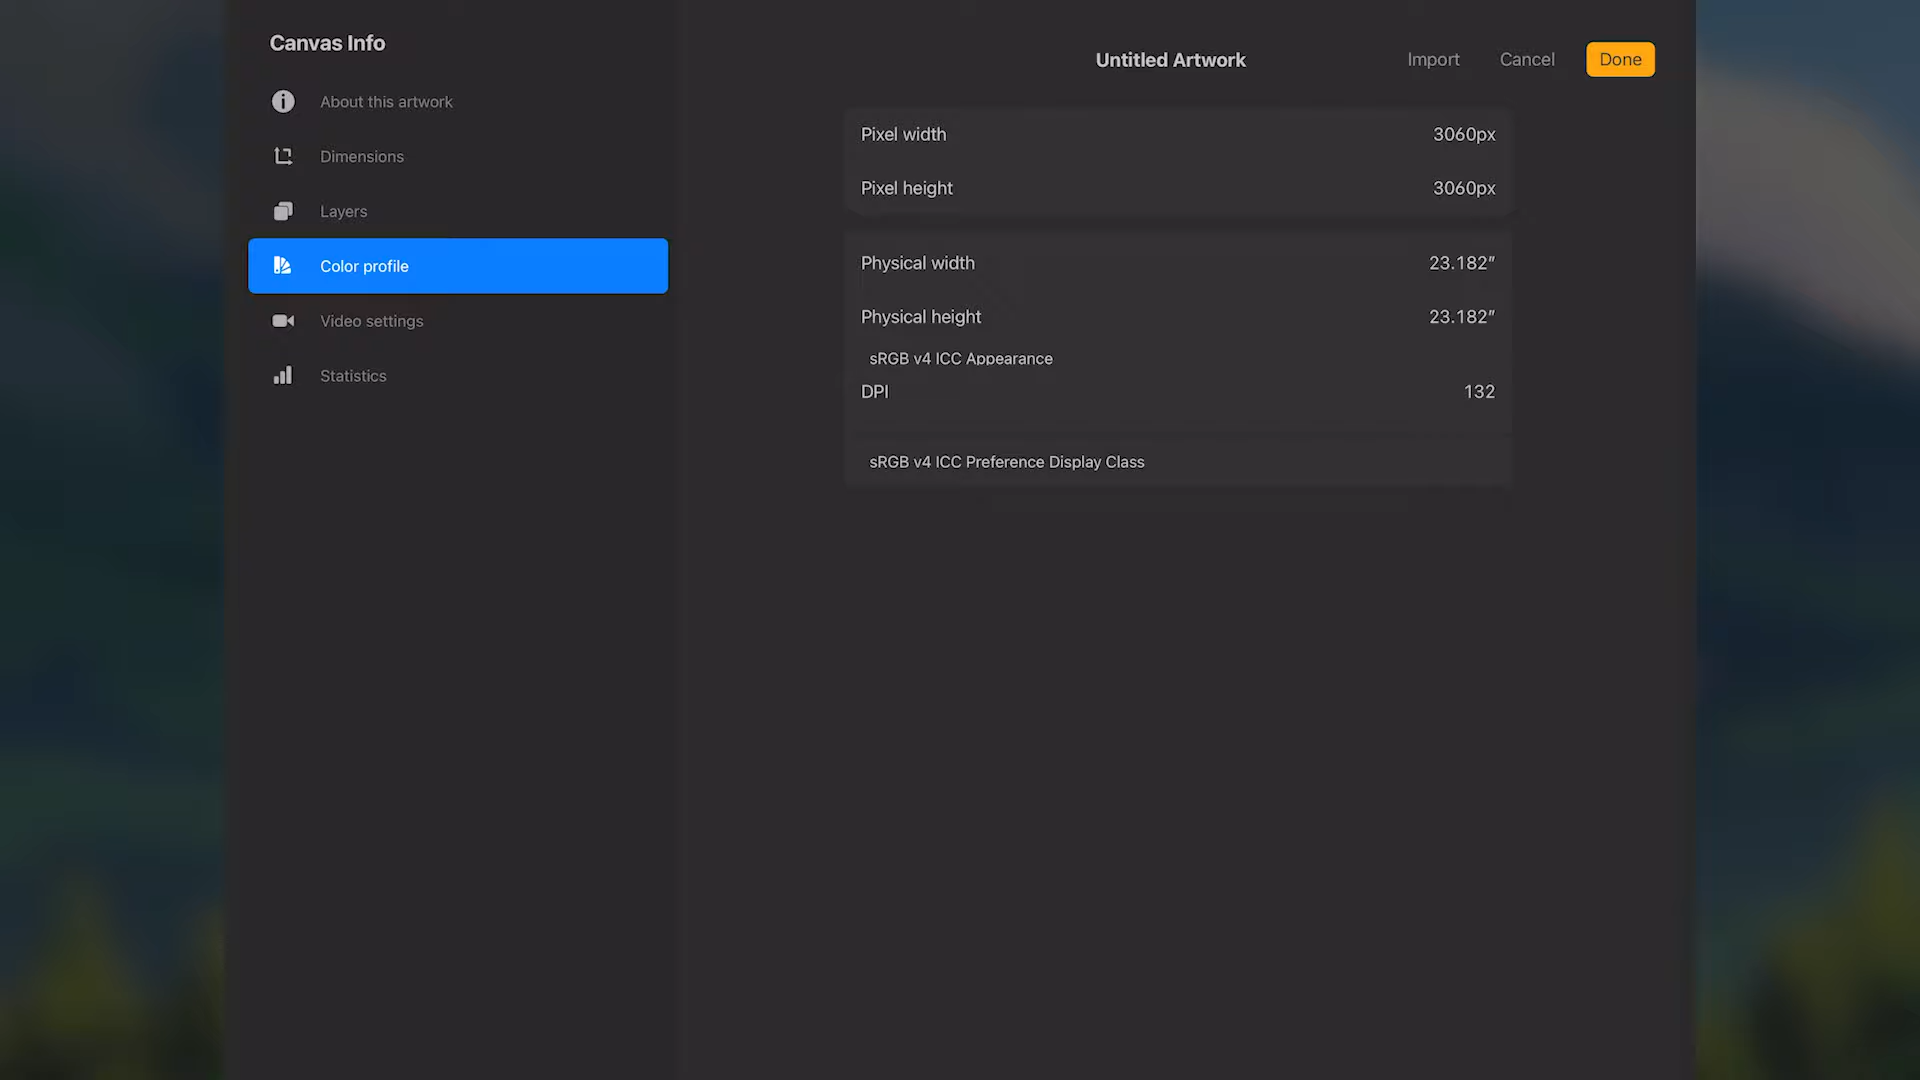 Canvas Info
About this artwork
Dimensions
Layers
Color profile
Video settings
Statistics
Untitled Artwork
Import
Cancel
Done
Pixel width 3060px
Pixel height 3060px
Physical width 23.182″
Physical height 23.182″
sRGB v4 ICC Appearance
DPI 132
sRGB v4 ICC Preference Display Class